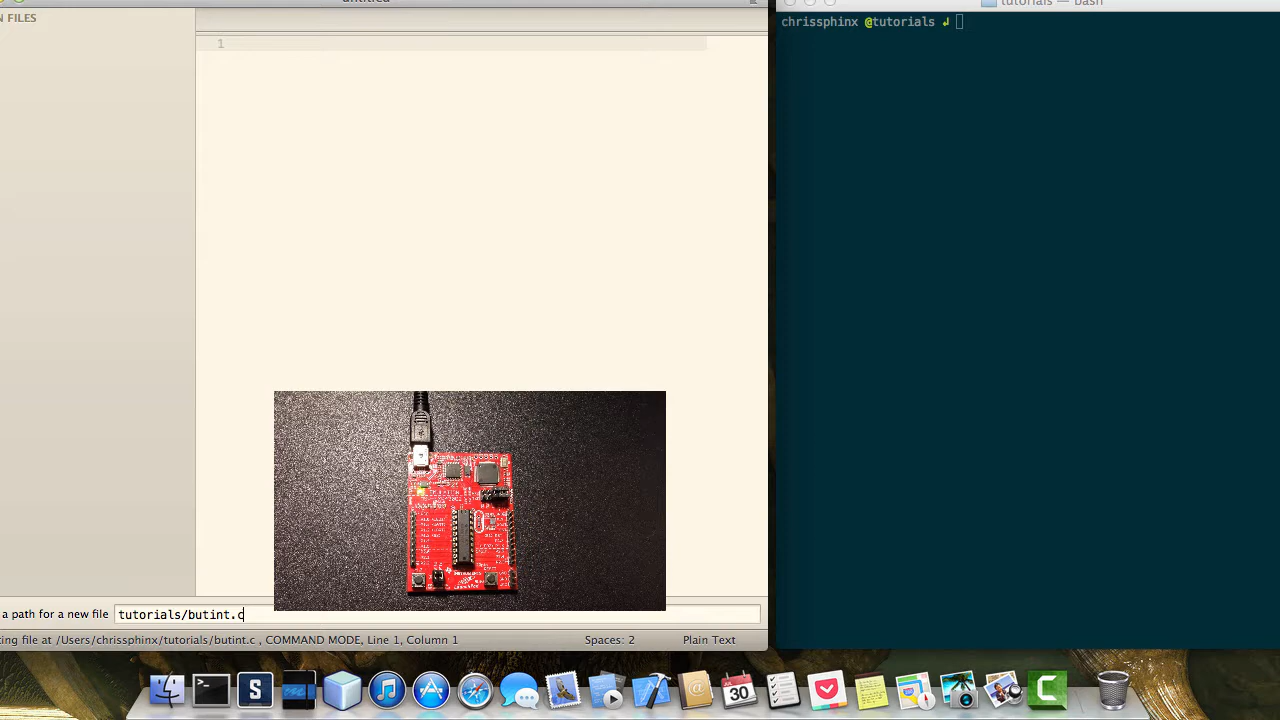 untitled
N FILES
1
a path for a new file tutorials/butint.c
ting file at /Users/chrissphinx/tutorials/butint.c , COMMAND MODE, Line 1, Column 1
Spaces: 2
Plain Text
tutorials — bash
chrissphinx @tutorials
30